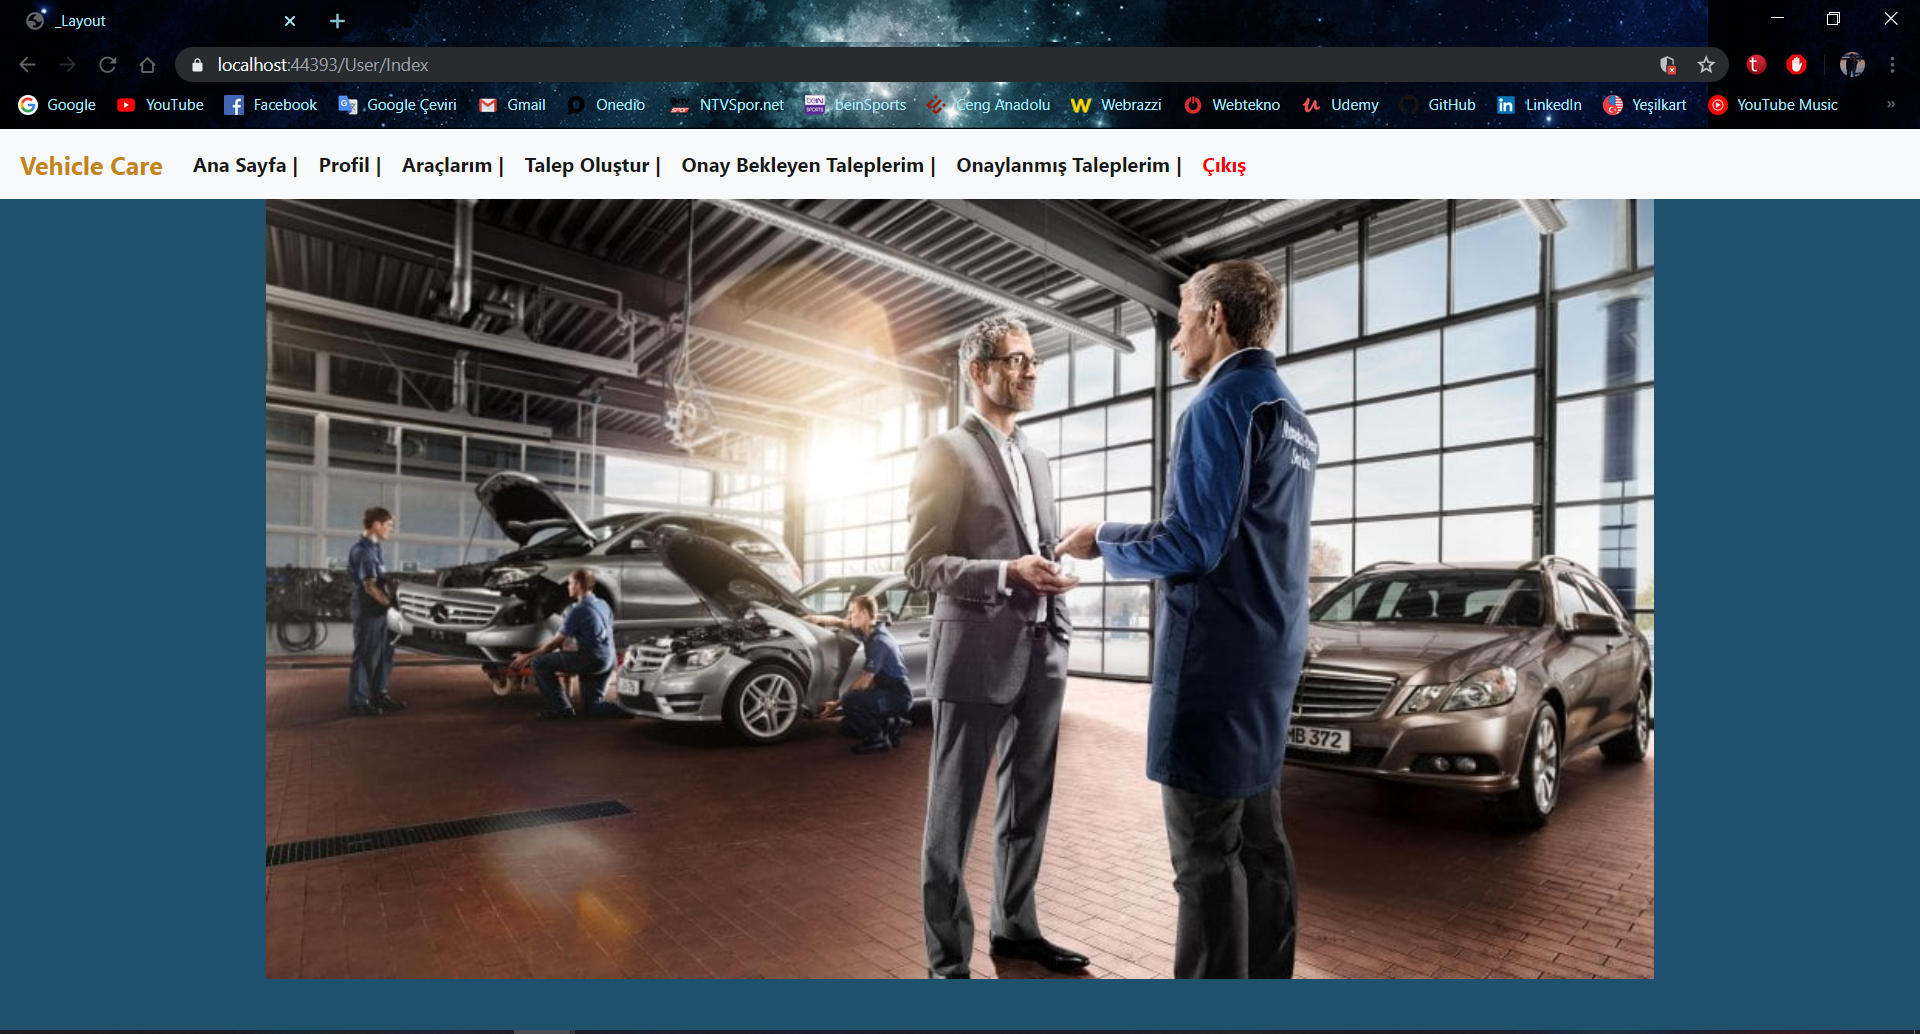 _Layout
localhost:44393/User/Index
Google YouTube Facebook Google Çeviri Gmail Onedio NTVSpor.net beinSports Ceng Anadolu Webrazzi Webtekno Udemy GitHub LinkedIn Yeşilkart YouTube Music »
Vehicle Care Ana Sayfa | Profil | Araçlarım | Talep Oluştur | Onay Bekleyen Taleplerim | Onaylanmış Taleplerim | Çıkış
MB 372